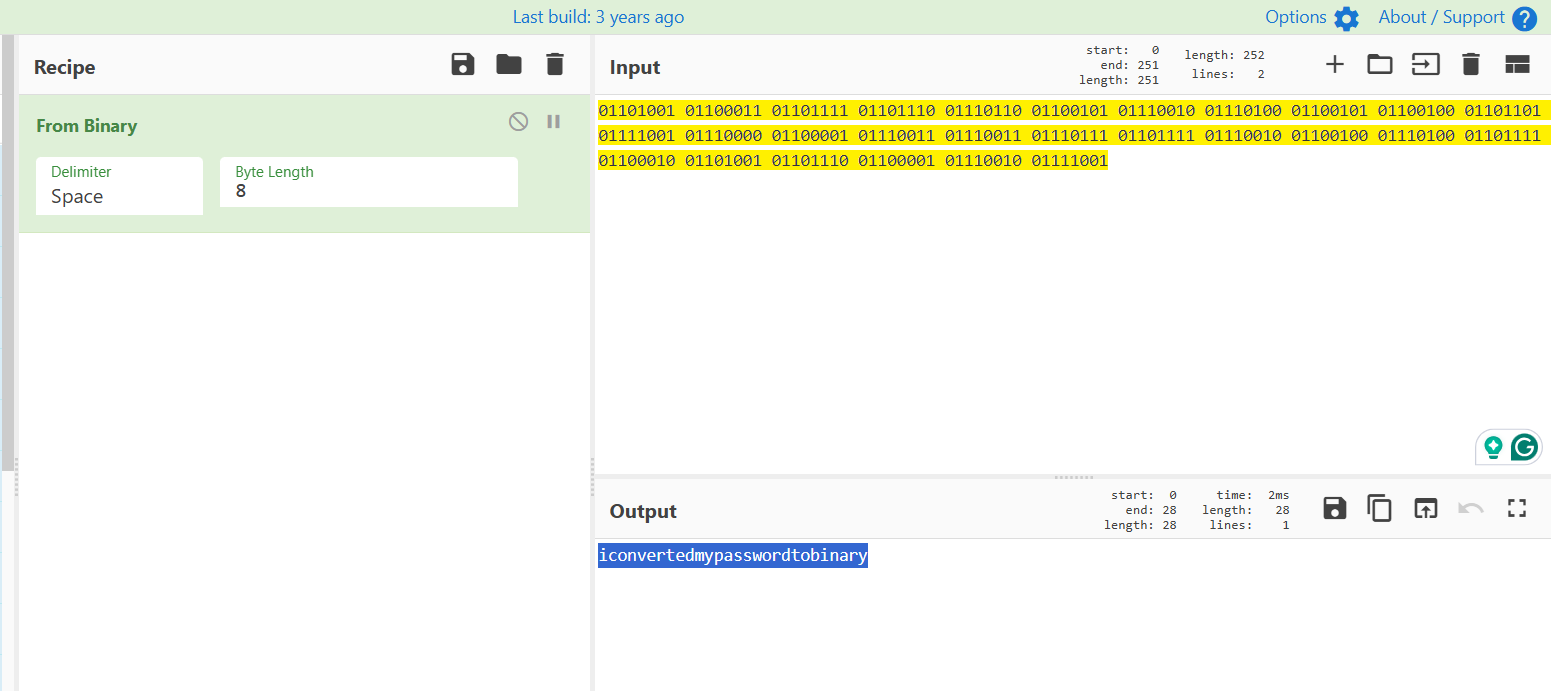 Last build: 3 years ago
Options About / Support ?
Recipe
From Binary
Delimiter
Space
Byte Length
8
Input
start: 0
end: 251
length: 251
length: 252
lines: 2
01101001 01100011 01101111 01101110 01110110 01100101 01110010 01110100 01100101 01100100 01101101
01111001 01110000 01100001 01110011 01110011 01110111 01101111 01110010 01100100 01110100 01101111
01100010 01101001 01101110 01100001 01110010 01111001
G
Output
start: 0
end: 28
length: 28
time: 2ms
length: 28
lines: 1
iconvertedmypasswordtobinary